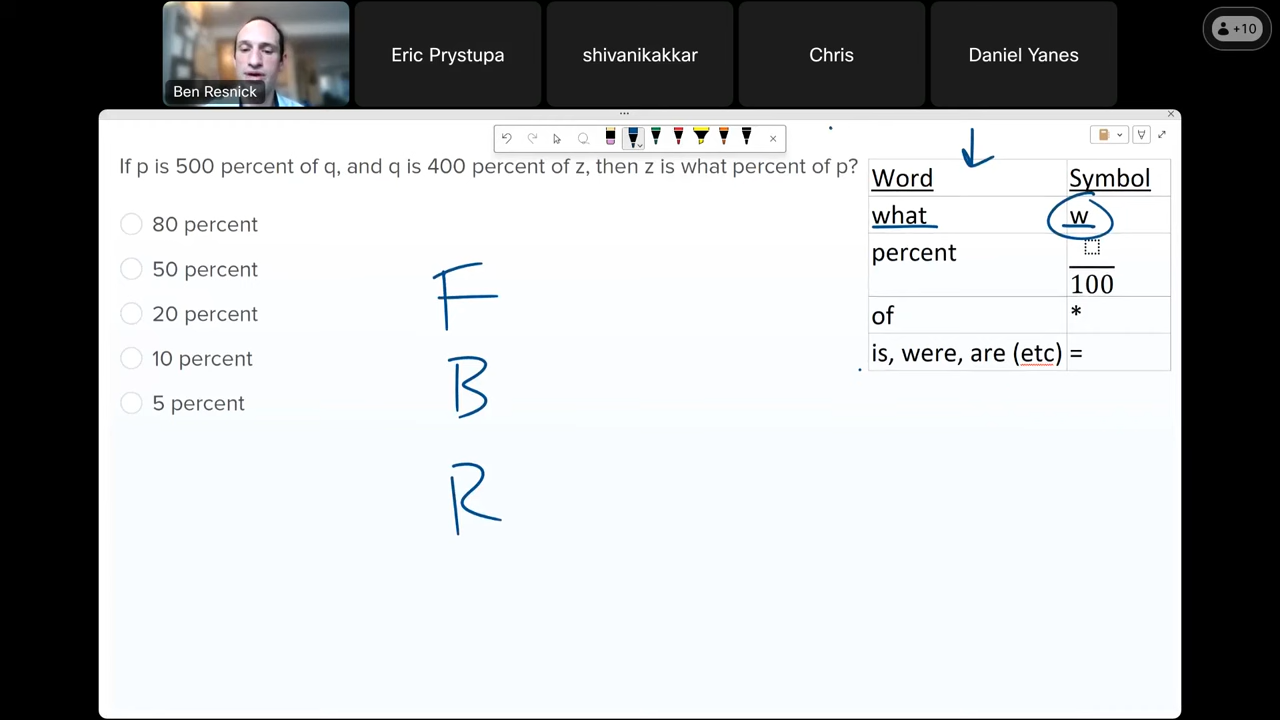 Ben Resnick
Eric Prystupa
shivanikakkar
Chris
Daniel Yanes
+10
If p is 500 percent of q, and q is 400 percent of z, then z is what percent of p?
80 percent
50 percent
20 percent
10 percent
5 percent
F
B
R
Word Symbol
what w
percent
100
of *
is, were, are (etc) =